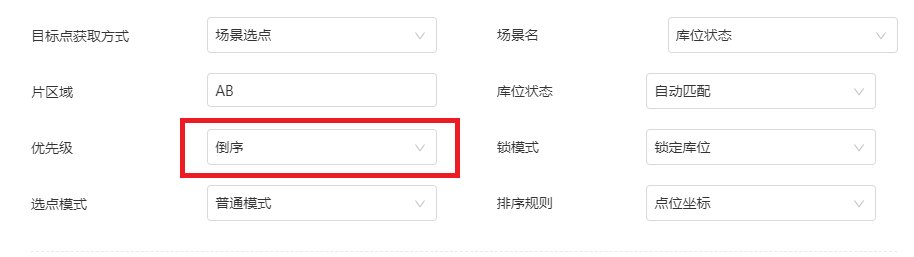 目标点获取方式 场景选点 场景名 库位状态
片区域 AB 库位状态 自动匹配
优先级 倒序 锁模式 锁定库位
选点模式 普通模式 排序规则 点位坐标